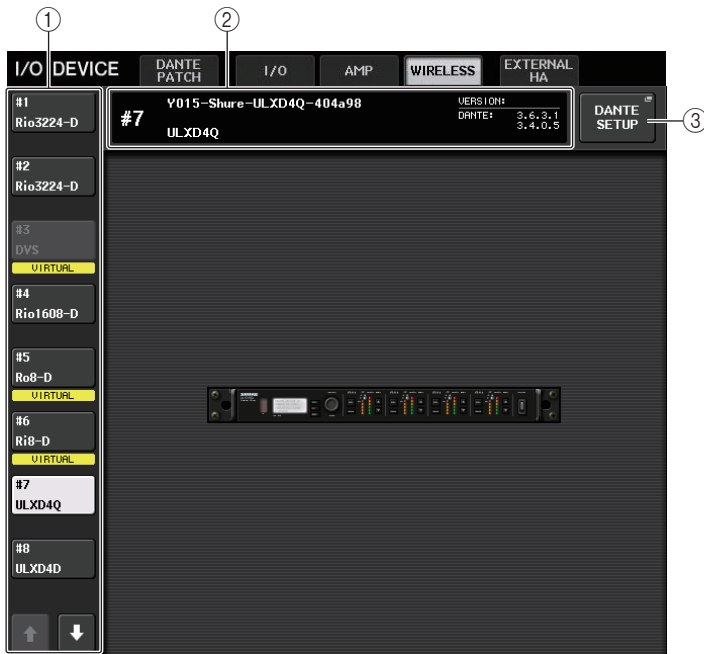 ① ②
I/O DEVICE DANTE PATCH I/O AMP WIRELESS EXTERNAL HA
#1
Rio3224-D
#7 Y015-Shure-ULXD4Q-404a98
ULXD4Q
VERSION:
DANTE: 3.6.3.1
3.4.0.5
DANTE SETUP
③
#2
Rio3224-D
#3
DVS
VIRTUAL
#4
Rio1608-D
#5
Ro8-D
VIRTUAL
#6
Ri8-D
VIRTUAL
#7
ULXD4Q
#8
ULXD4D